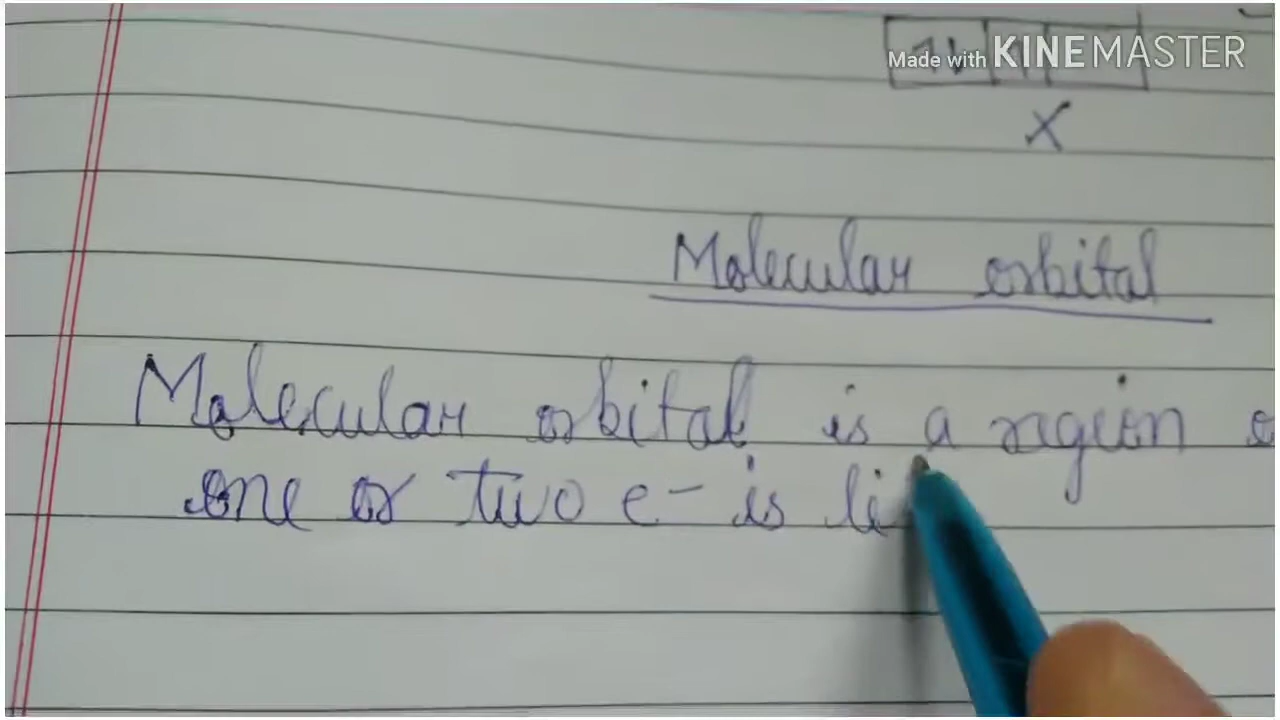 Made with KINEMASTER
X
Molecular orbital
Molecular orbital is a region
one or two e- is